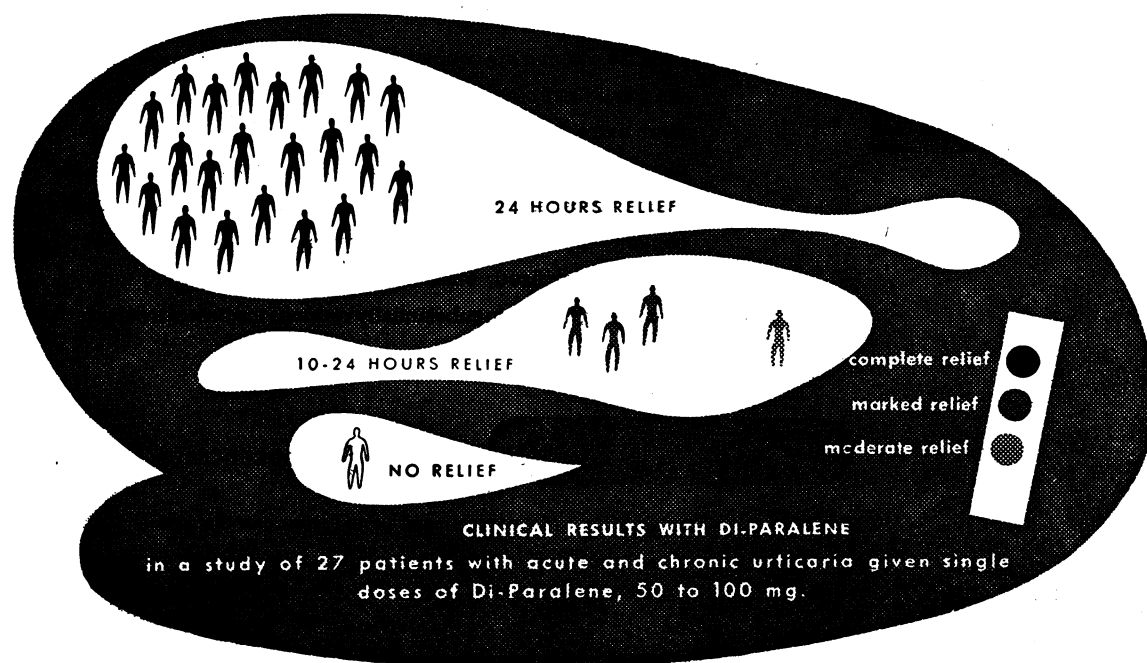 24 HOURS RELIEF
10-24 HOURS RELIEF
complete relief
marked relief
moderate relief
NO RELIEF
CLINICAL RESULTS WITH DI-PARALENE
in a study of 27 patients with acute and chronic urticaria given single
doses of Di-Paralene, 50 to 100 mg.